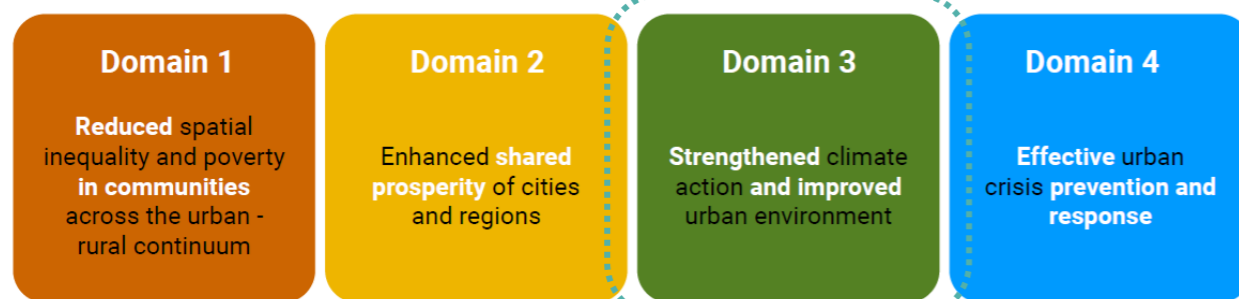 Domain 1
Reduced spatial
inequality and poverty
in communities
across the urban -
rural continuum
Domain 2
Enhanced shared
prosperity of cities
and regions
Domain 3
Strengthened climate
action and improved
urban environment
Domain 4
Effective urban
crisis prevention and
response